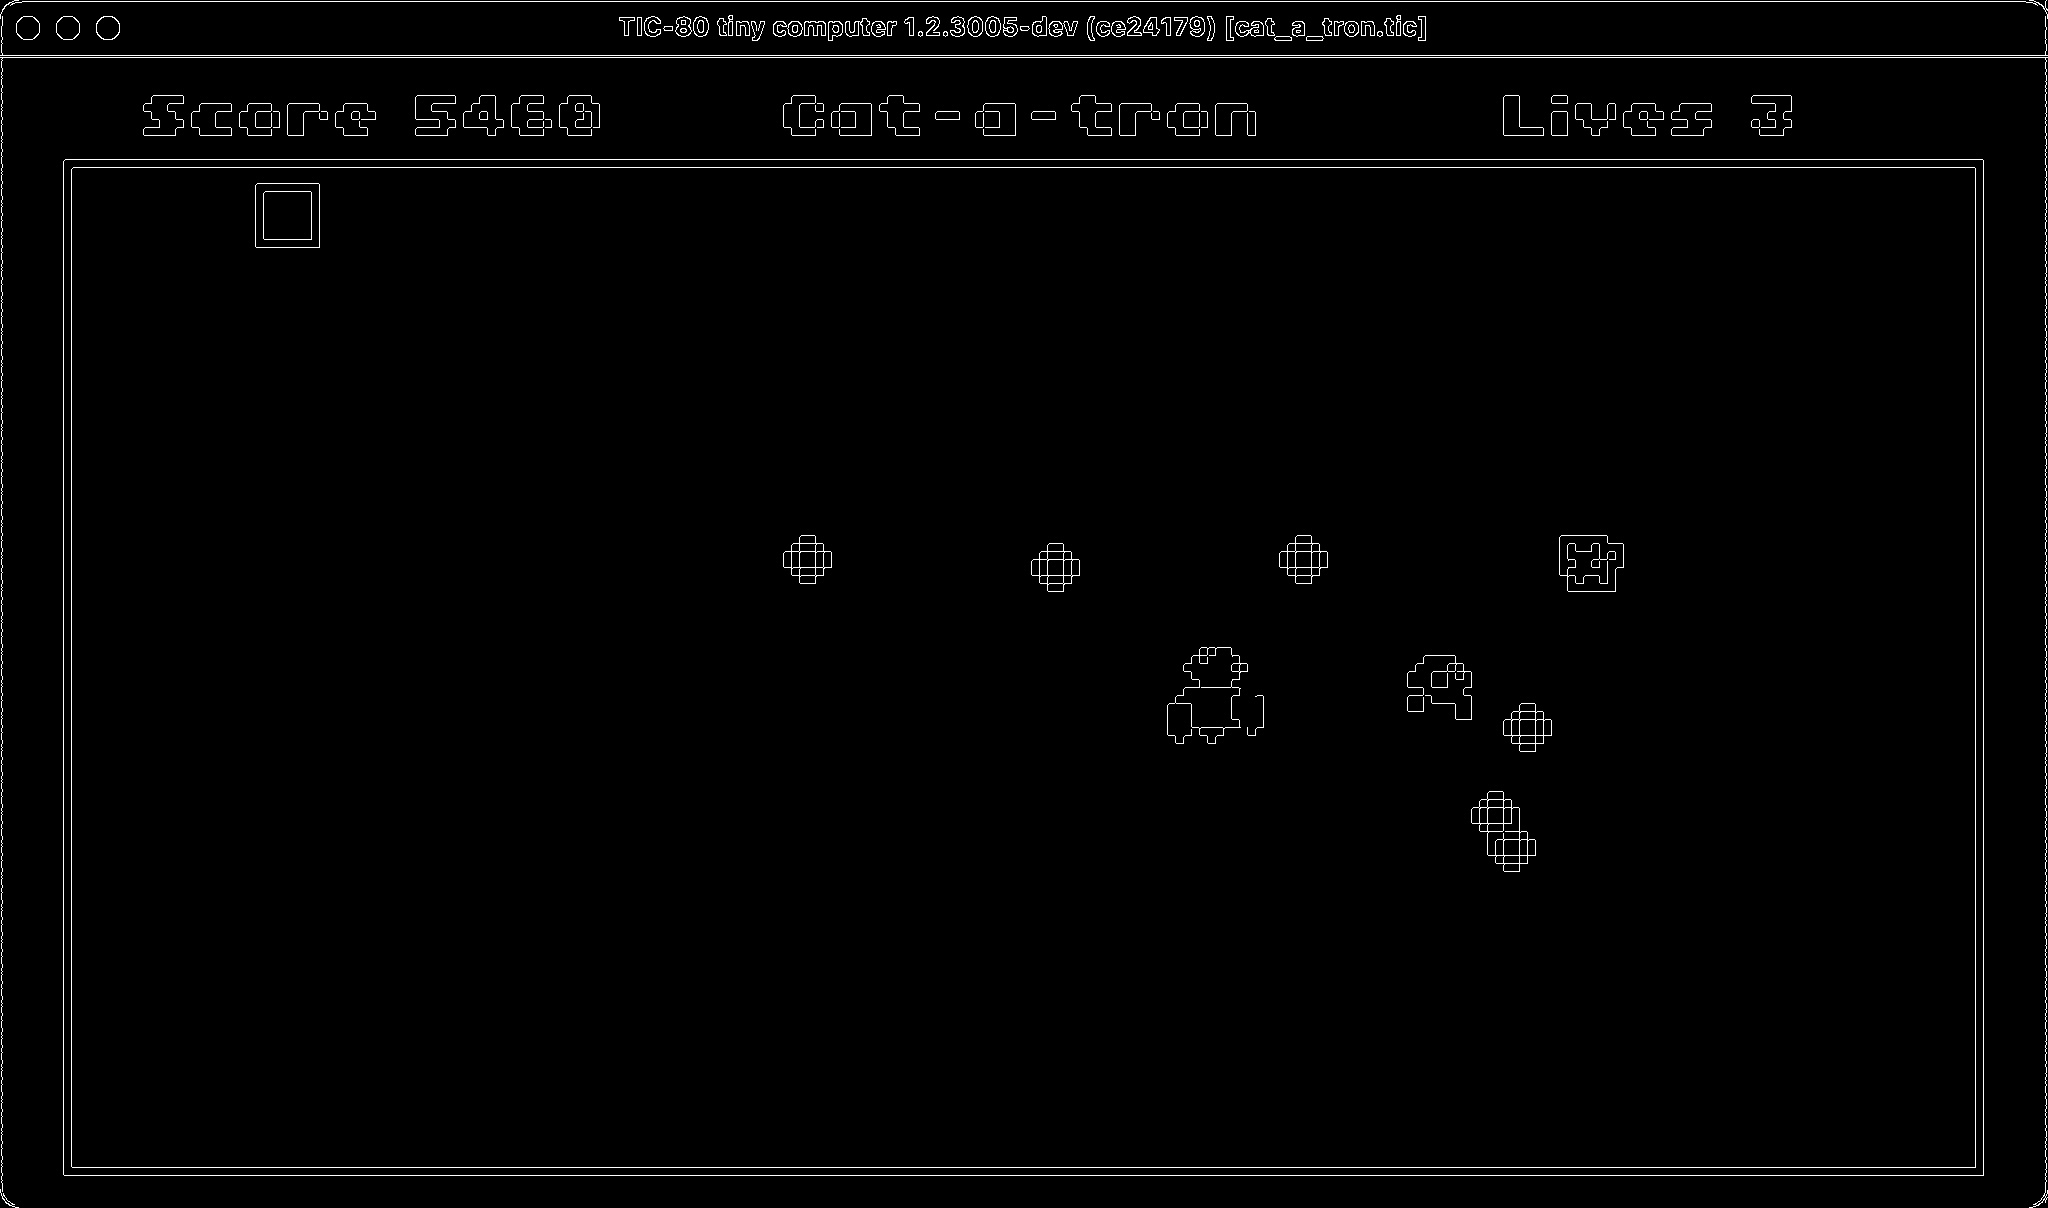 TIC-80 tiny computer 1.2.3005-dev (ce24179) [cat_a_tron.tic]
Score 5460 Cat-a-tron Lives 3